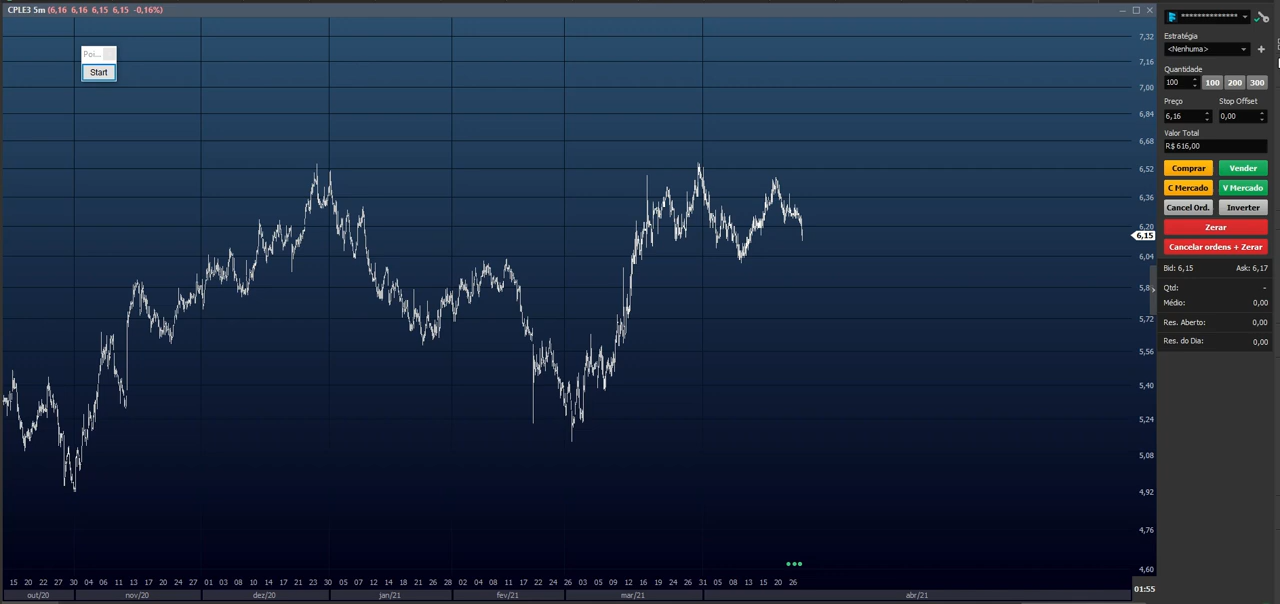 CPLE3 5m (6,16 6,16 6,15 6,15 -0,16%)
Poi...
Start
7,32
7,16
7,00
6,84
6,68
6,52
6,36
6,20
6,15
6,04
5,8
5,72
5,56
5,40
5,24
5,08
4,92
4,76
4,60
15 20 22 27 30 04 06 11 13 17 19 24 27 01 03 08 10 14 17 21 23 30 05 07 12 14 18 21 26 28 02 04 08 11 17 22 24 26 03 05 09 12 16 19 24 26 31 05 08 13 15 20 26
01:55
out/20 nov/20 dez/20 jan/21 fev/21 mar/21 abr/21
**************
Estratégia
<Nenhuma>
Quantidade
100 100 200 300
Preço Stop Offset
6,16 0,00
Valor Total
R$ 616,00
Comprar Vender
C Mercado V Mercado
Cancel Ord. Inverter
Zerar
Cancelar ordens + Zerar
Bid: 6,15 Ask: 6,17
Qtd: -
Médio: 0,00
Res. Aberto: 0,00
Res. do Dia: 0,00